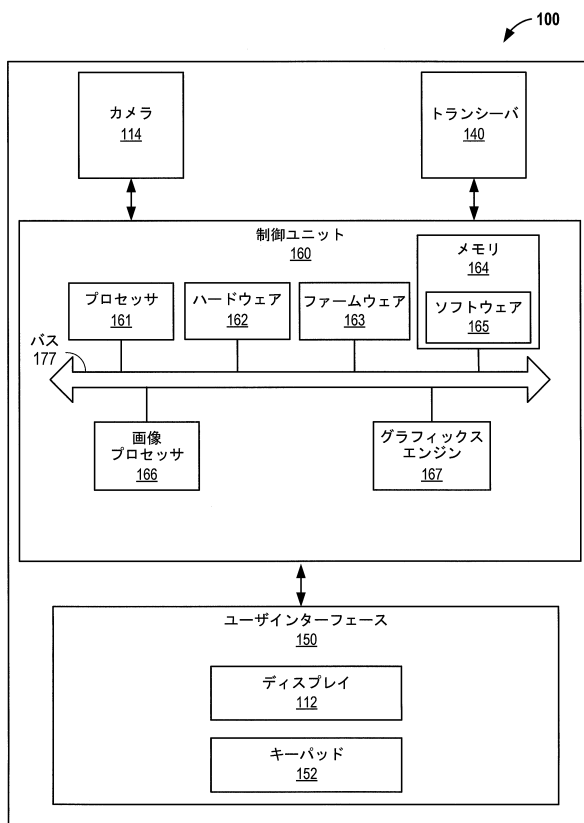 100
カメラ
114
トランシーバ
140
制御ユニット
160
メモリ
164
ソフトウェア
165
プロセッサ
161
ハードウェア
162
ファームウェア
163
バス
177
画像
プロセッサ
166
グラフィックス
エンジン
167
ユーザインターフェース
150
ディスプレイ
112
キーパッド
152